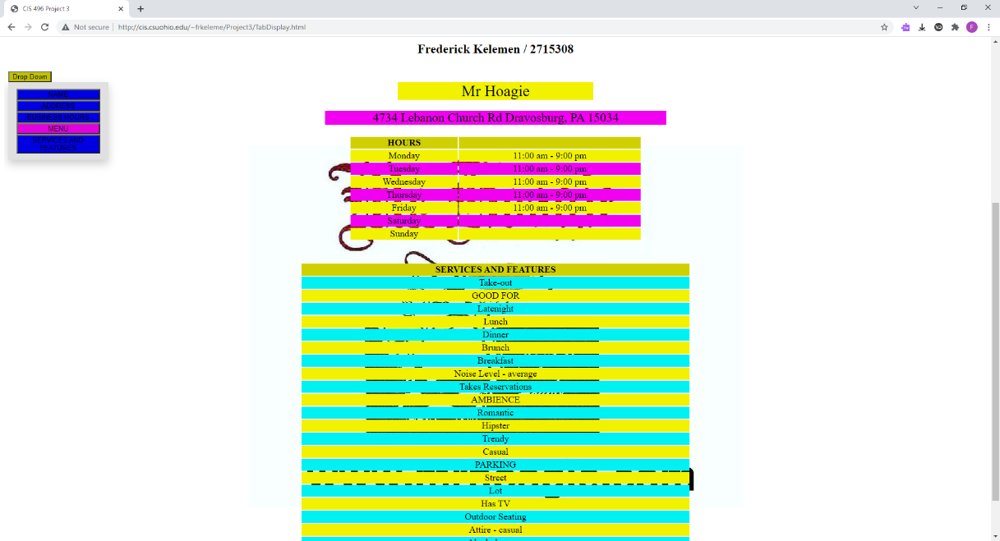 CIS 496 Project 3
Not secure | http://cis.csuohio.edu/~frkeleme/Project3/TabDisplay.html
F
Frederick Kelemen / 2715308
Drop Down
NAME
ADDRESS
BUSINESS HOURS
MENU
SERVICES AND
FEATURES
Mr Hoagie
4734 Lebanon Church Rd Dravosburg, PA 15034
HOURS
Monday 11:00 am - 9:00 pm
Tuesday 11:00 am - 9:00 pm
Wednesday 11:00 am - 9:00 pm
Thursday 11:00 am - 9:00 pm
Friday 11:00 am - 9:00 pm
Saturday
Sunday
SERVICES AND FEATURES
Take-out
GOOD FOR
Latenight
Lunch
Dinner
Brunch
Breakfast
Noise Level - average
Takes Reservations
AMBIENCE
Romantic
Hipster
Trendy
Casual
PARKING
Street
Lot
Has TV
Outdoor Seating
Attire - casual